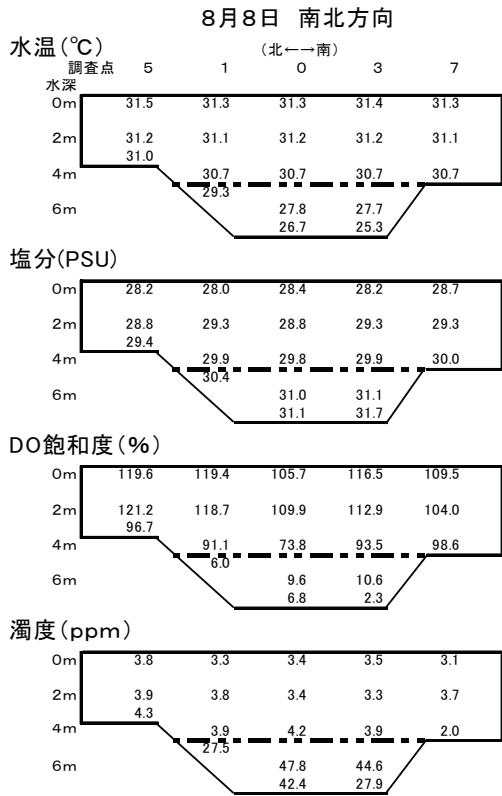 8月8日 南北方向
水温(℃)
(北←→南)
調査点 5 1 0 3 7
水深
0m 31.5 31.3 31.3 31.4 31.3
2m 31.2 31.1 31.2 31.2 31.1
31.0
4m 30.7 30.7 30.7 30.7
29.3
6m 27.8 27.7
26.7 25.3
塩分(PSU)
0m 28.2 28.0 28.4 28.2 28.7
2m 28.8 29.3 28.8 29.3 29.3
29.4
4m 29.9 29.8 29.9 30.0
30.4
6m 31.0 31.1
31.1 31.7
DO飽和度(%)
0m 119.6 119.4 105.7 116.5 109.5
2m 121.2 118.7 109.9 112.9 104.0
96.7
4m 91.1 73.8 93.5 98.6
6.0
6m 9.6 10.6
6.8 2.3
濁度(ppm)
0m 3.8 3.3 3.4 3.5 3.1
2m 3.9 3.8 3.4 3.3 3.7
4.3
4m 3.9 4.2 3.9 2.0
27.5
6m 47.8 44.6
42.4 27.9